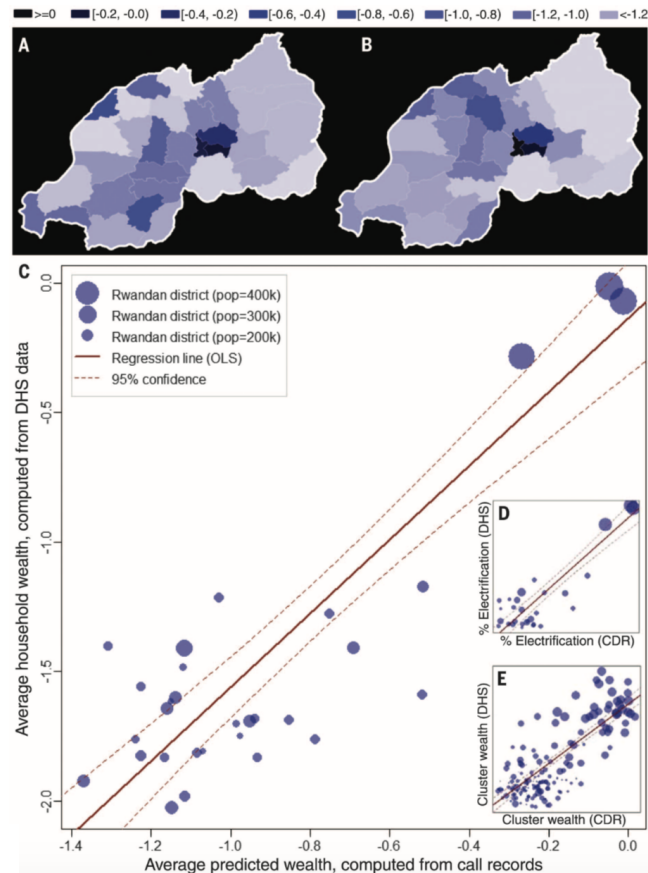 >=0 [-0.2, -0.0) [-0.4, -0.2) [-0.6, -0.4) [-0.8, -0.6) [-1.0, -0.8) [-1.2, -1.0) <-1.2
A B
C
Rwandan district (pop=400k)
Rwandan district (pop=300k)
Rwandan district (pop=200k)
Regression line (OLS)
95% confidence
Average household wealth, computed from DHS data
0.0
-0.5
-1.0
-1.5
-2.0
D
% Electrification (DHS)
% Electrification (CDR)
E
Cluster wealth (DHS)
Cluster wealth (CDR)
-1.4 -1.2 -1.0 -0.8 -0.6 -0.4 -0.2 0.0
Average predicted wealth, computed from call records